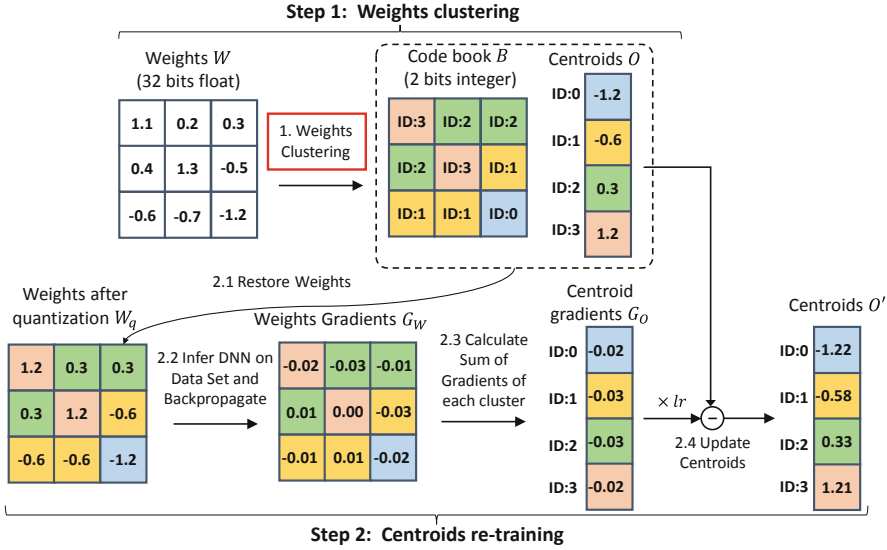 Step 1: Weights clustering
Weights W
(32 bits float)
1.1 0.2 0.3
0.4 1.3 -0.5
-0.6 -0.7 -1.2
1. Weights
Clustering
Code book B
(2 bits integer)
ID:3 ID:2 ID:2
ID:2 ID:3 ID:1
ID:1 ID:1 ID:0
Centroids O
ID:0 -1.2
ID:1 -0.6
ID:2 0.3
ID:3 1.2
2.1 Restore Weights
Weights after
quantization W_q
1.2 0.3 0.3
0.3 1.2 -0.6
-0.6 -0.6 -1.2
2.2 Infer DNN on
Data Set and
Backpropagate
Weights Gradients G_W
-0.02 -0.03 -0.01
0.01 0.00 -0.03
-0.01 0.01 -0.02
2.3 Calculate
Sum of
Gradients of
each cluster
Centroid
gradients G_O
ID:0 -0.02
ID:1 -0.03
ID:2 -0.03
ID:3 -0.02
× lr
−
2.4 Update
Centroids
Centroids O'
ID:0 -1.22
ID:1 -0.58
ID:2 0.33
ID:3 1.21
Step 2: Centroids re-training